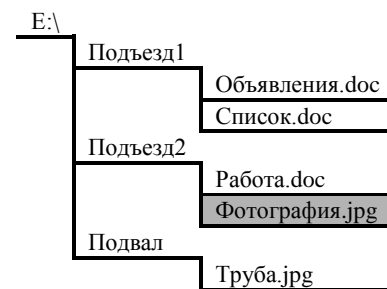 E:\
Подъезд1
Объявления.doc
Список.doc
Подъезд2
Работа.doc
Фотография.jpg
Подвал
Труба.jpg